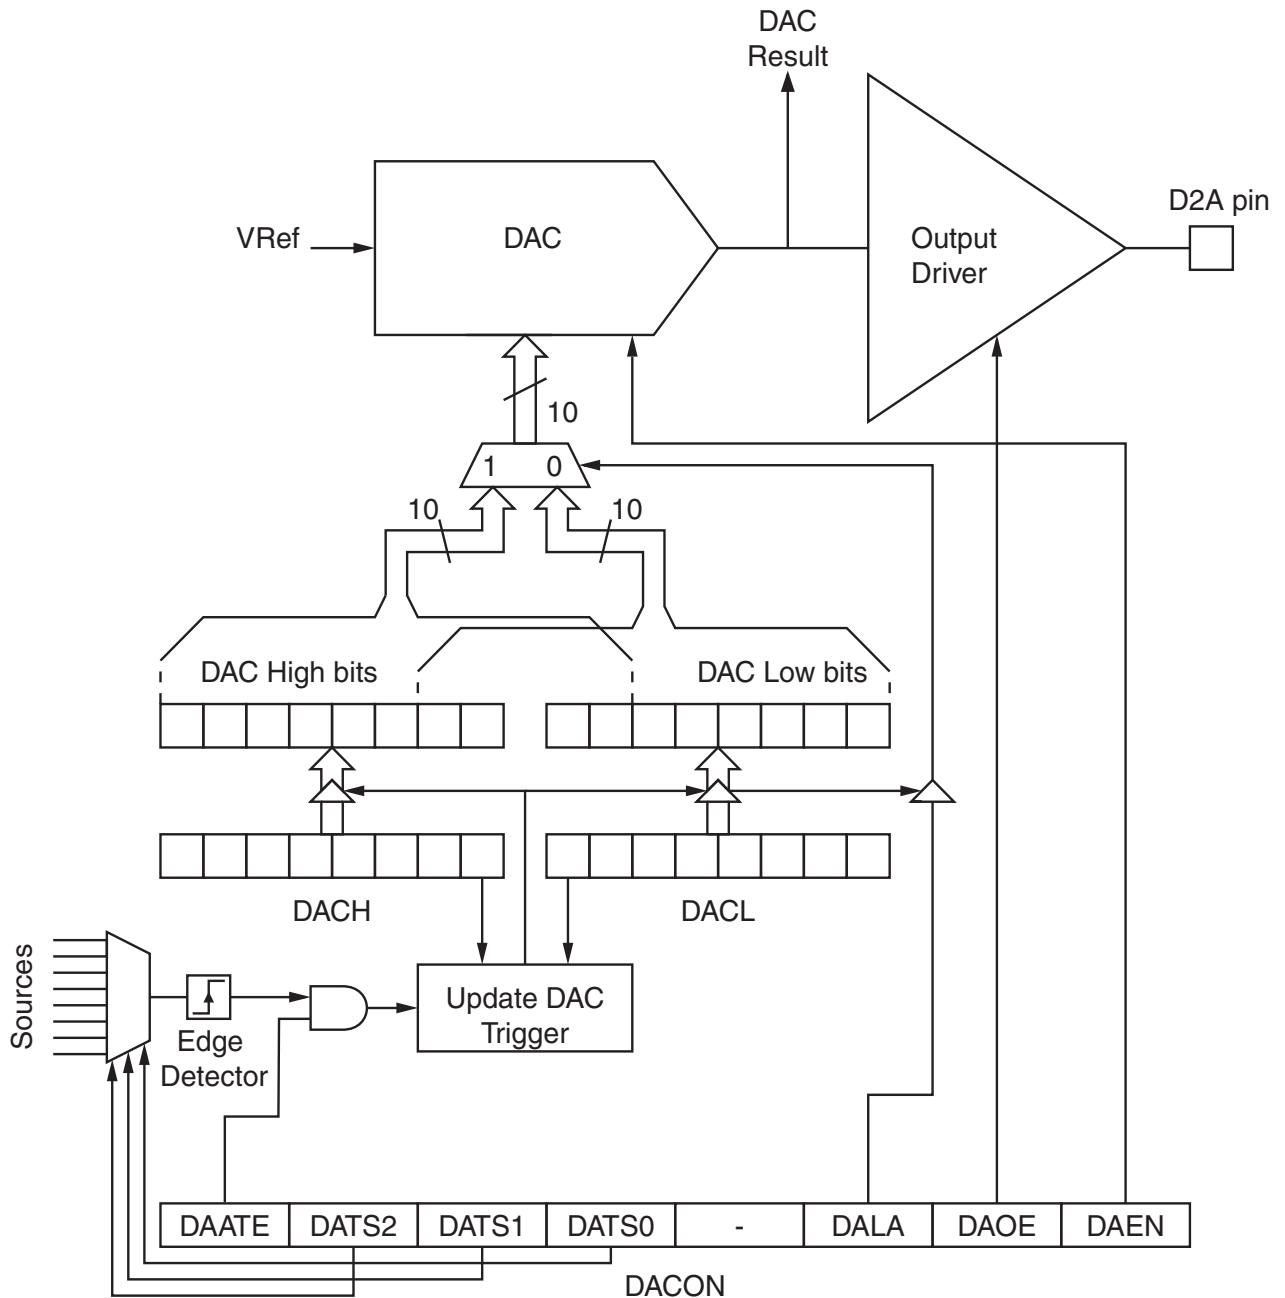 DAC
Result
D2A pin
VRef
DAC
Output
Driver
10
1 0
10
10
DAC High bits
DAC Low bits
DACH
DACL
Sources
Update DAC
Trigger
Edge
Detector
DAATE DATS2 DATS1 DATS0 - DALA DAOE DAEN
DACON